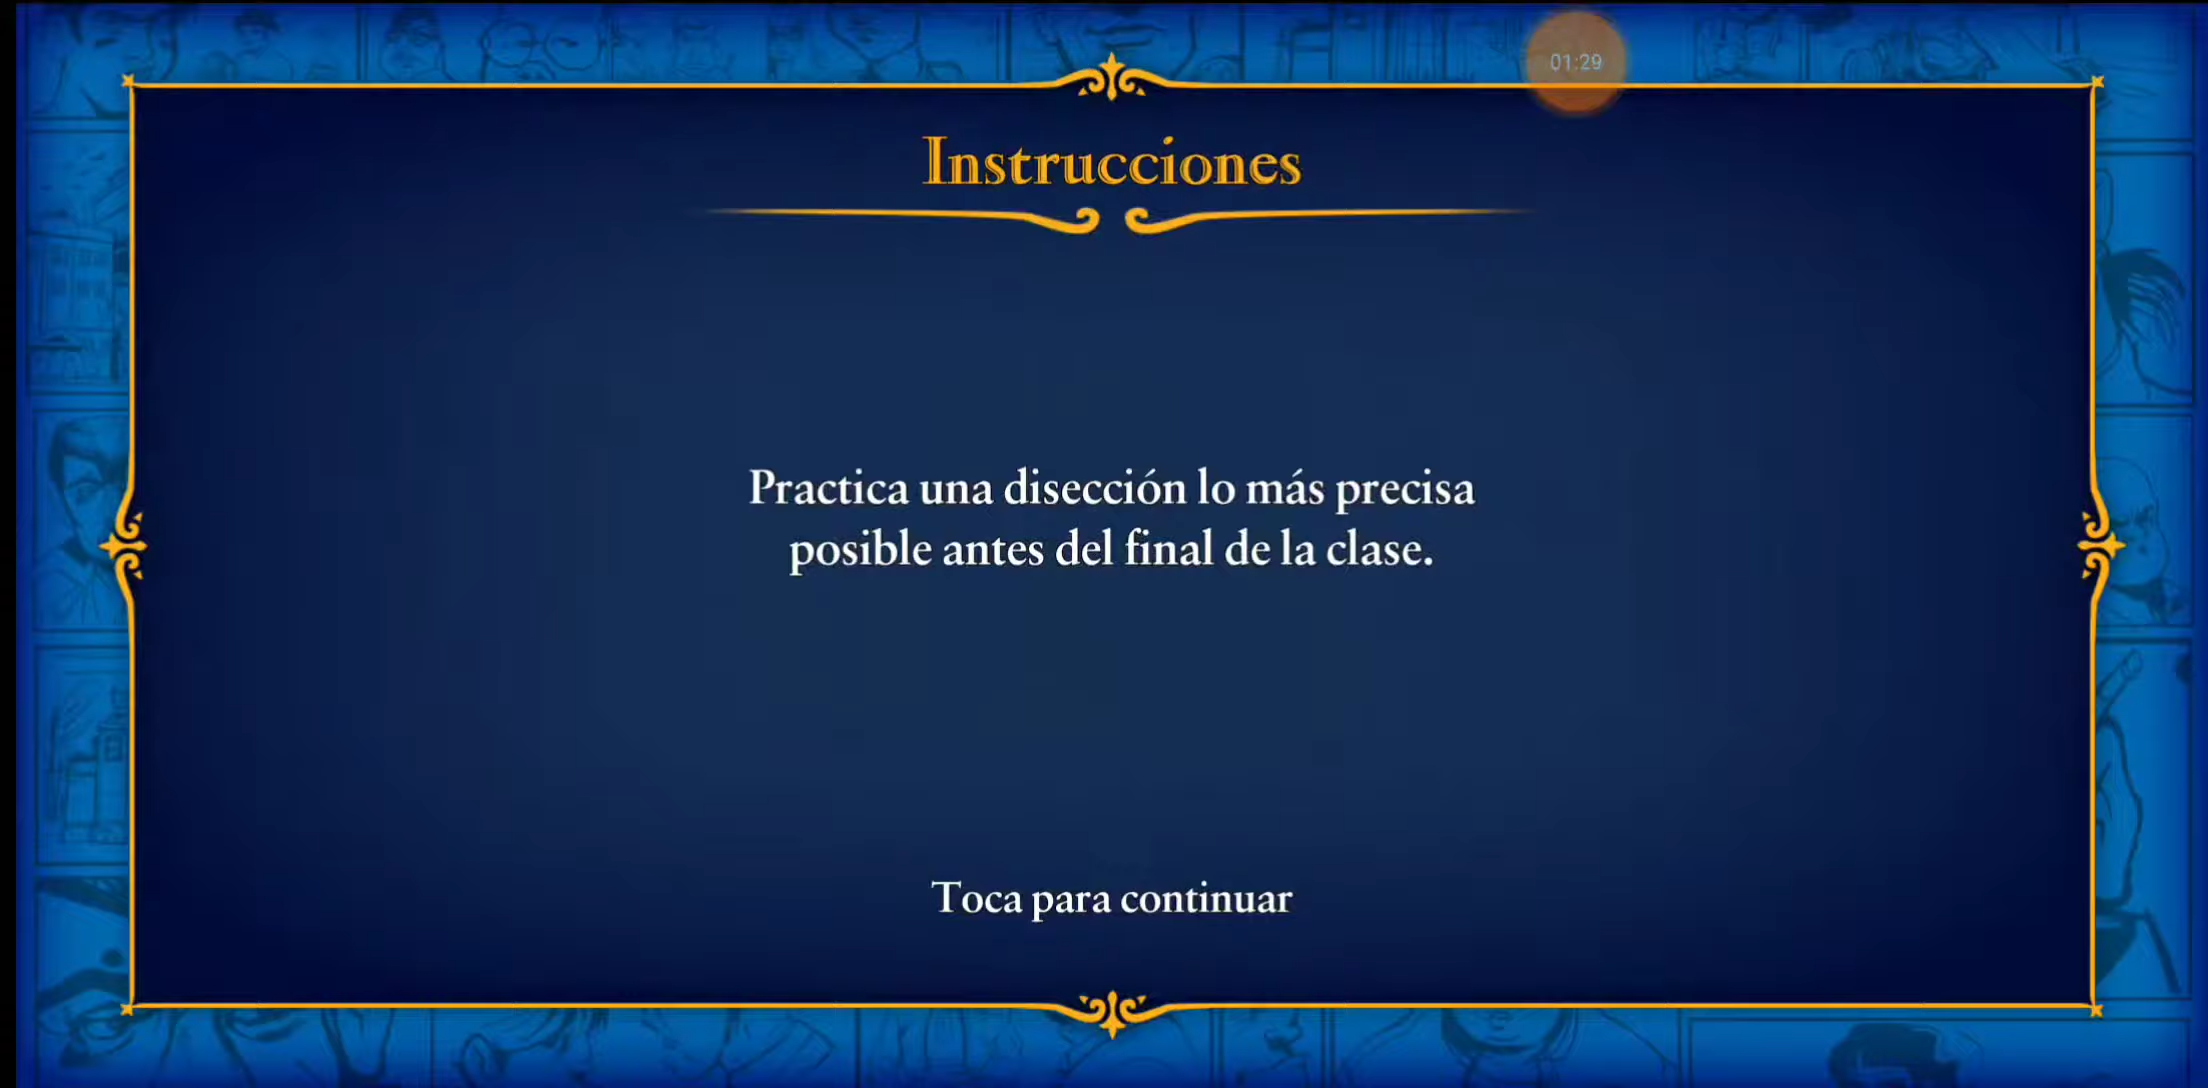 01:29
Instrucciones
Practica una disección lo más precisa
posible antes del final de la clase.
Toca para continuar